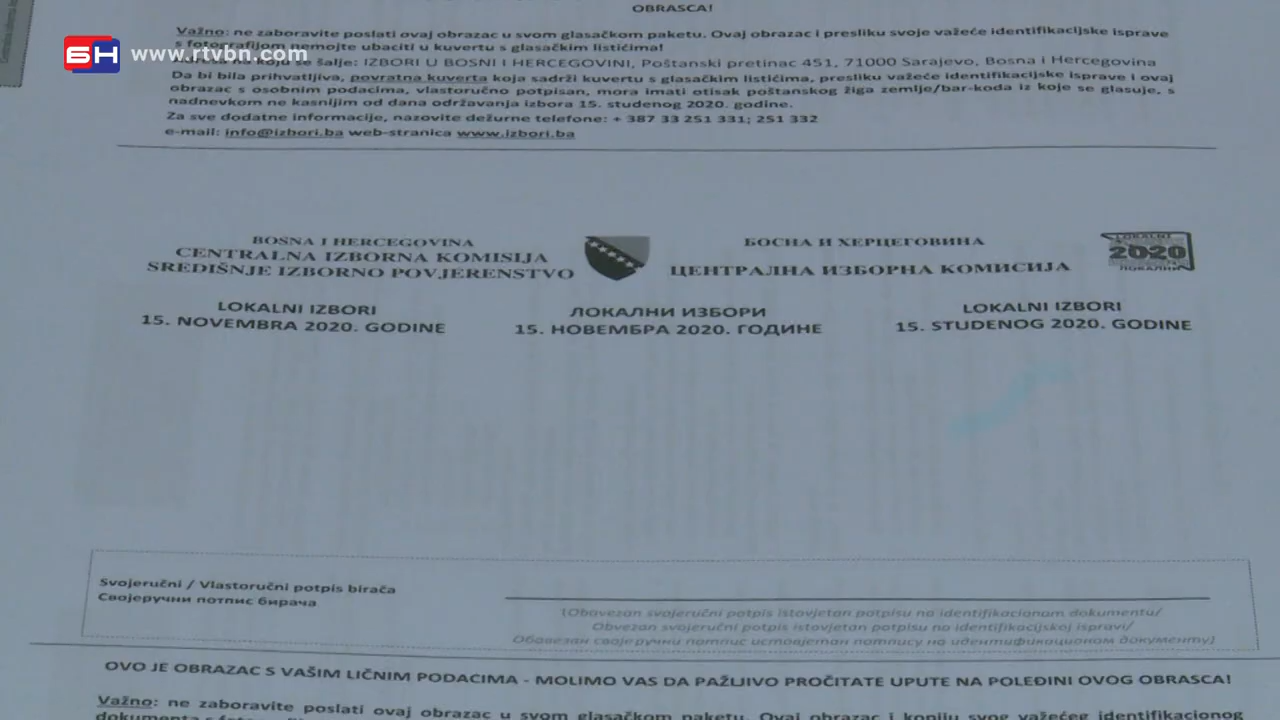 OBRASCA!
Važno: ne zaboravite poslati ovaj obrazac u svom glasačkom paketu. Ovaj obrazac i presliku svoje važeće identifikacijske isprave
s fotografijom nemojte ubaciti u kuvertu s glasačkim listićima!
BH www.rtvbn.com
na koju se šalje: IZBORI U BOSNI I HERCEGOVINI, Poštanski pretinac 451, 71000 Sarajevo, Bosna i Hercegovina
Da bi bila prihvatljiva, povratna kuverta koja sadrži kuvertu s glasačkim listićima, presliku važeće identifikacijske isprave i ovaj
obrazac s osobnim podacima, vlastoručno potpisan, mora imati otisak poštanskog žiga zemlje/bar-koda iz koje se glasuje, s
nadnevkom ne kasnijim od dana održavanja izbora 15. studenog 2020. godine.
Za sve dodatne informacije, nazovite dežurne telefone: + 387 33 251 331; 251 332
e-mail: info@izbori.ba web-stranica www.izbori.ba
BOSNA I HERCEGOVINA
CENTRALNA IZBORNA KOMISIJA
SREDIŠNJE IZBORNO POVJERENSTVO
БОСНА И ХЕРЦЕГОВИНА
ЦЕНТРАЛНА ИЗБОРНА КОМИСИЈА
LOKALNI
2020
ЛОКАЛНИ
LOKALNI IZBORI
15. NOVEMBRA 2020. GODINE
ЛОКАЛНИ ИЗБОРИ
15. НОВЕМБРА 2020. ГОДИНЕ
LOKALNI IZBORI
15. STUDENOG 2020. GODINE
Svojeručni / Vlastoručni potpis birača
Својеручни потпис бирача
(Obavezan svojeručni potpis istovjetan potpisu na identifikacionom dokumentu/
Obvezan svojeručni potpis istovjetan potpisu na identifikacijskoj ispravi/
Обавезан својеручни потпис истовјетан потпису на идентификационом документу)
OVO JE OBRAZAC S VAŠIM LIČNIM PODACIMA - MOLIMO VAS DA PAŽLJIVO PROČITATE UPUTE NA POLEĐINI OVOG OBRASCA!
Važno: ne zaboravite poslati ovaj obrazac u svom glasačkom paketu. Ovaj obrazac i kopiju svog važećeg identifikacionog
dokumenta s